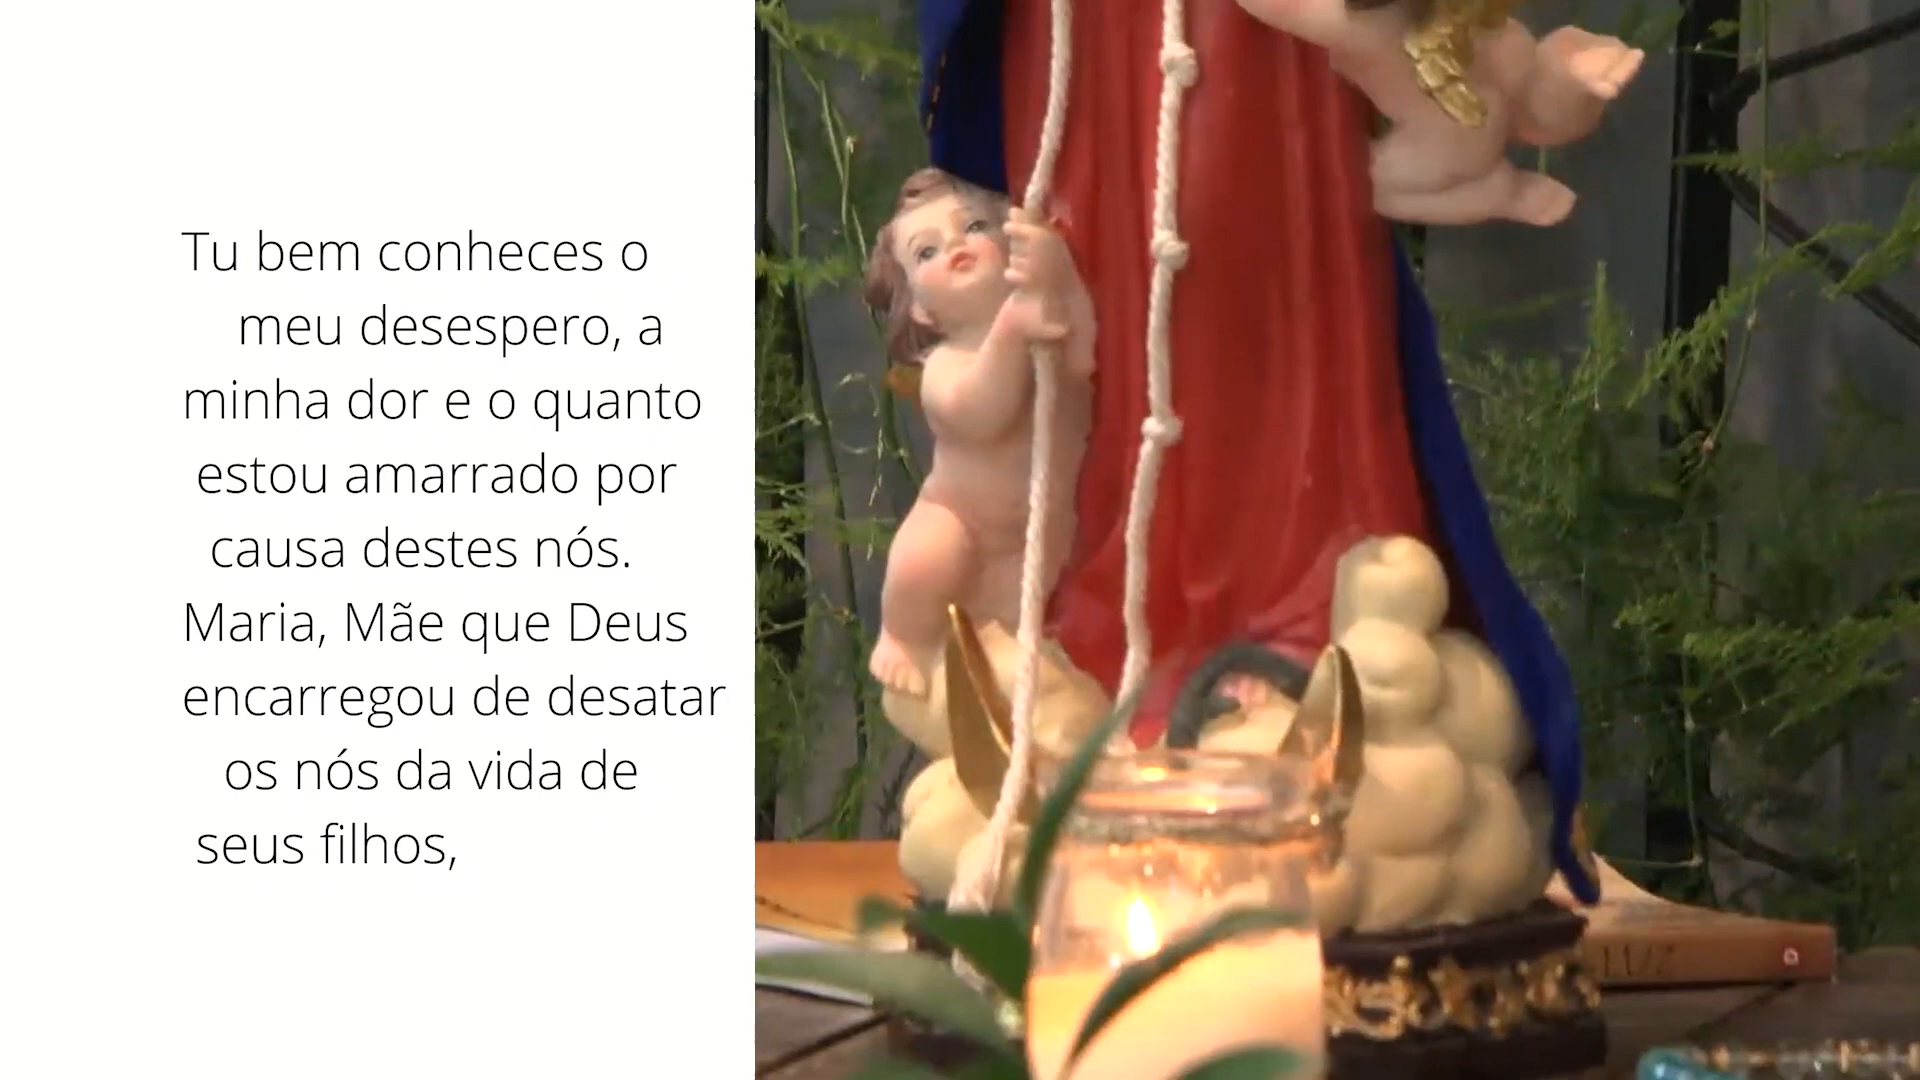 Tu bem conheces o
meu desespero, a
minha dor e o quanto
estou amarrado por
causa destes nós.
Maria, Mãe que Deus
encarregou de desatar
os nós da vida de
seus filhos,